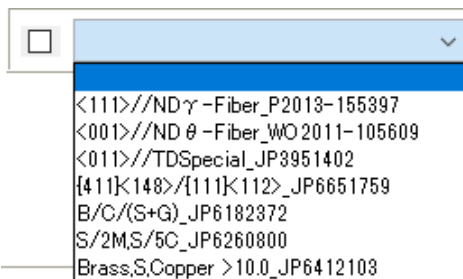 <111>//NDγ-Fiber_P2013-155397
<001>//NDθ-Fiber_WO2011-105609
<011>//TDSpecial_JP3951402
{411}<148>/{111}<112>_JP6651759
B/C/(S+G)_JP6182372
S/2M,S/5C_JP6260800
Brass,S,Copper >10.0_JP6412103